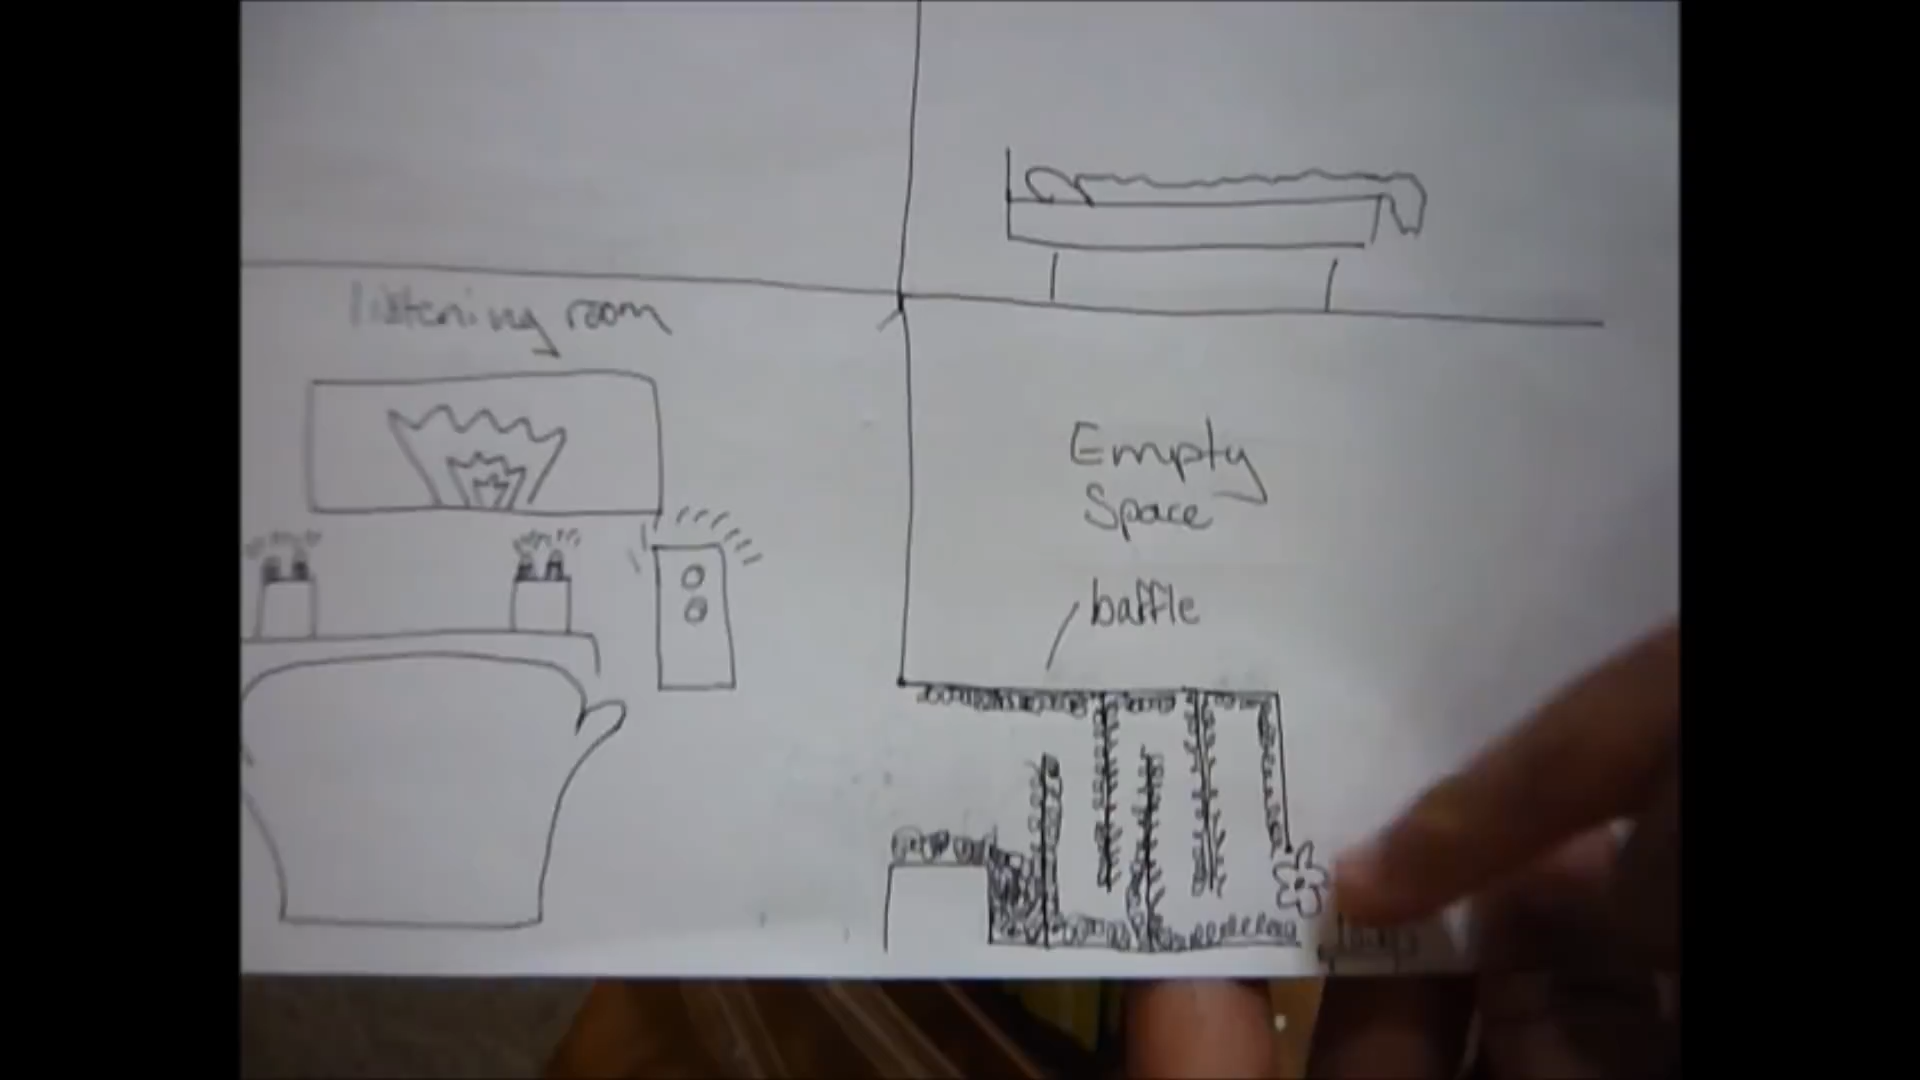 listening room
Empty
Space
baffle